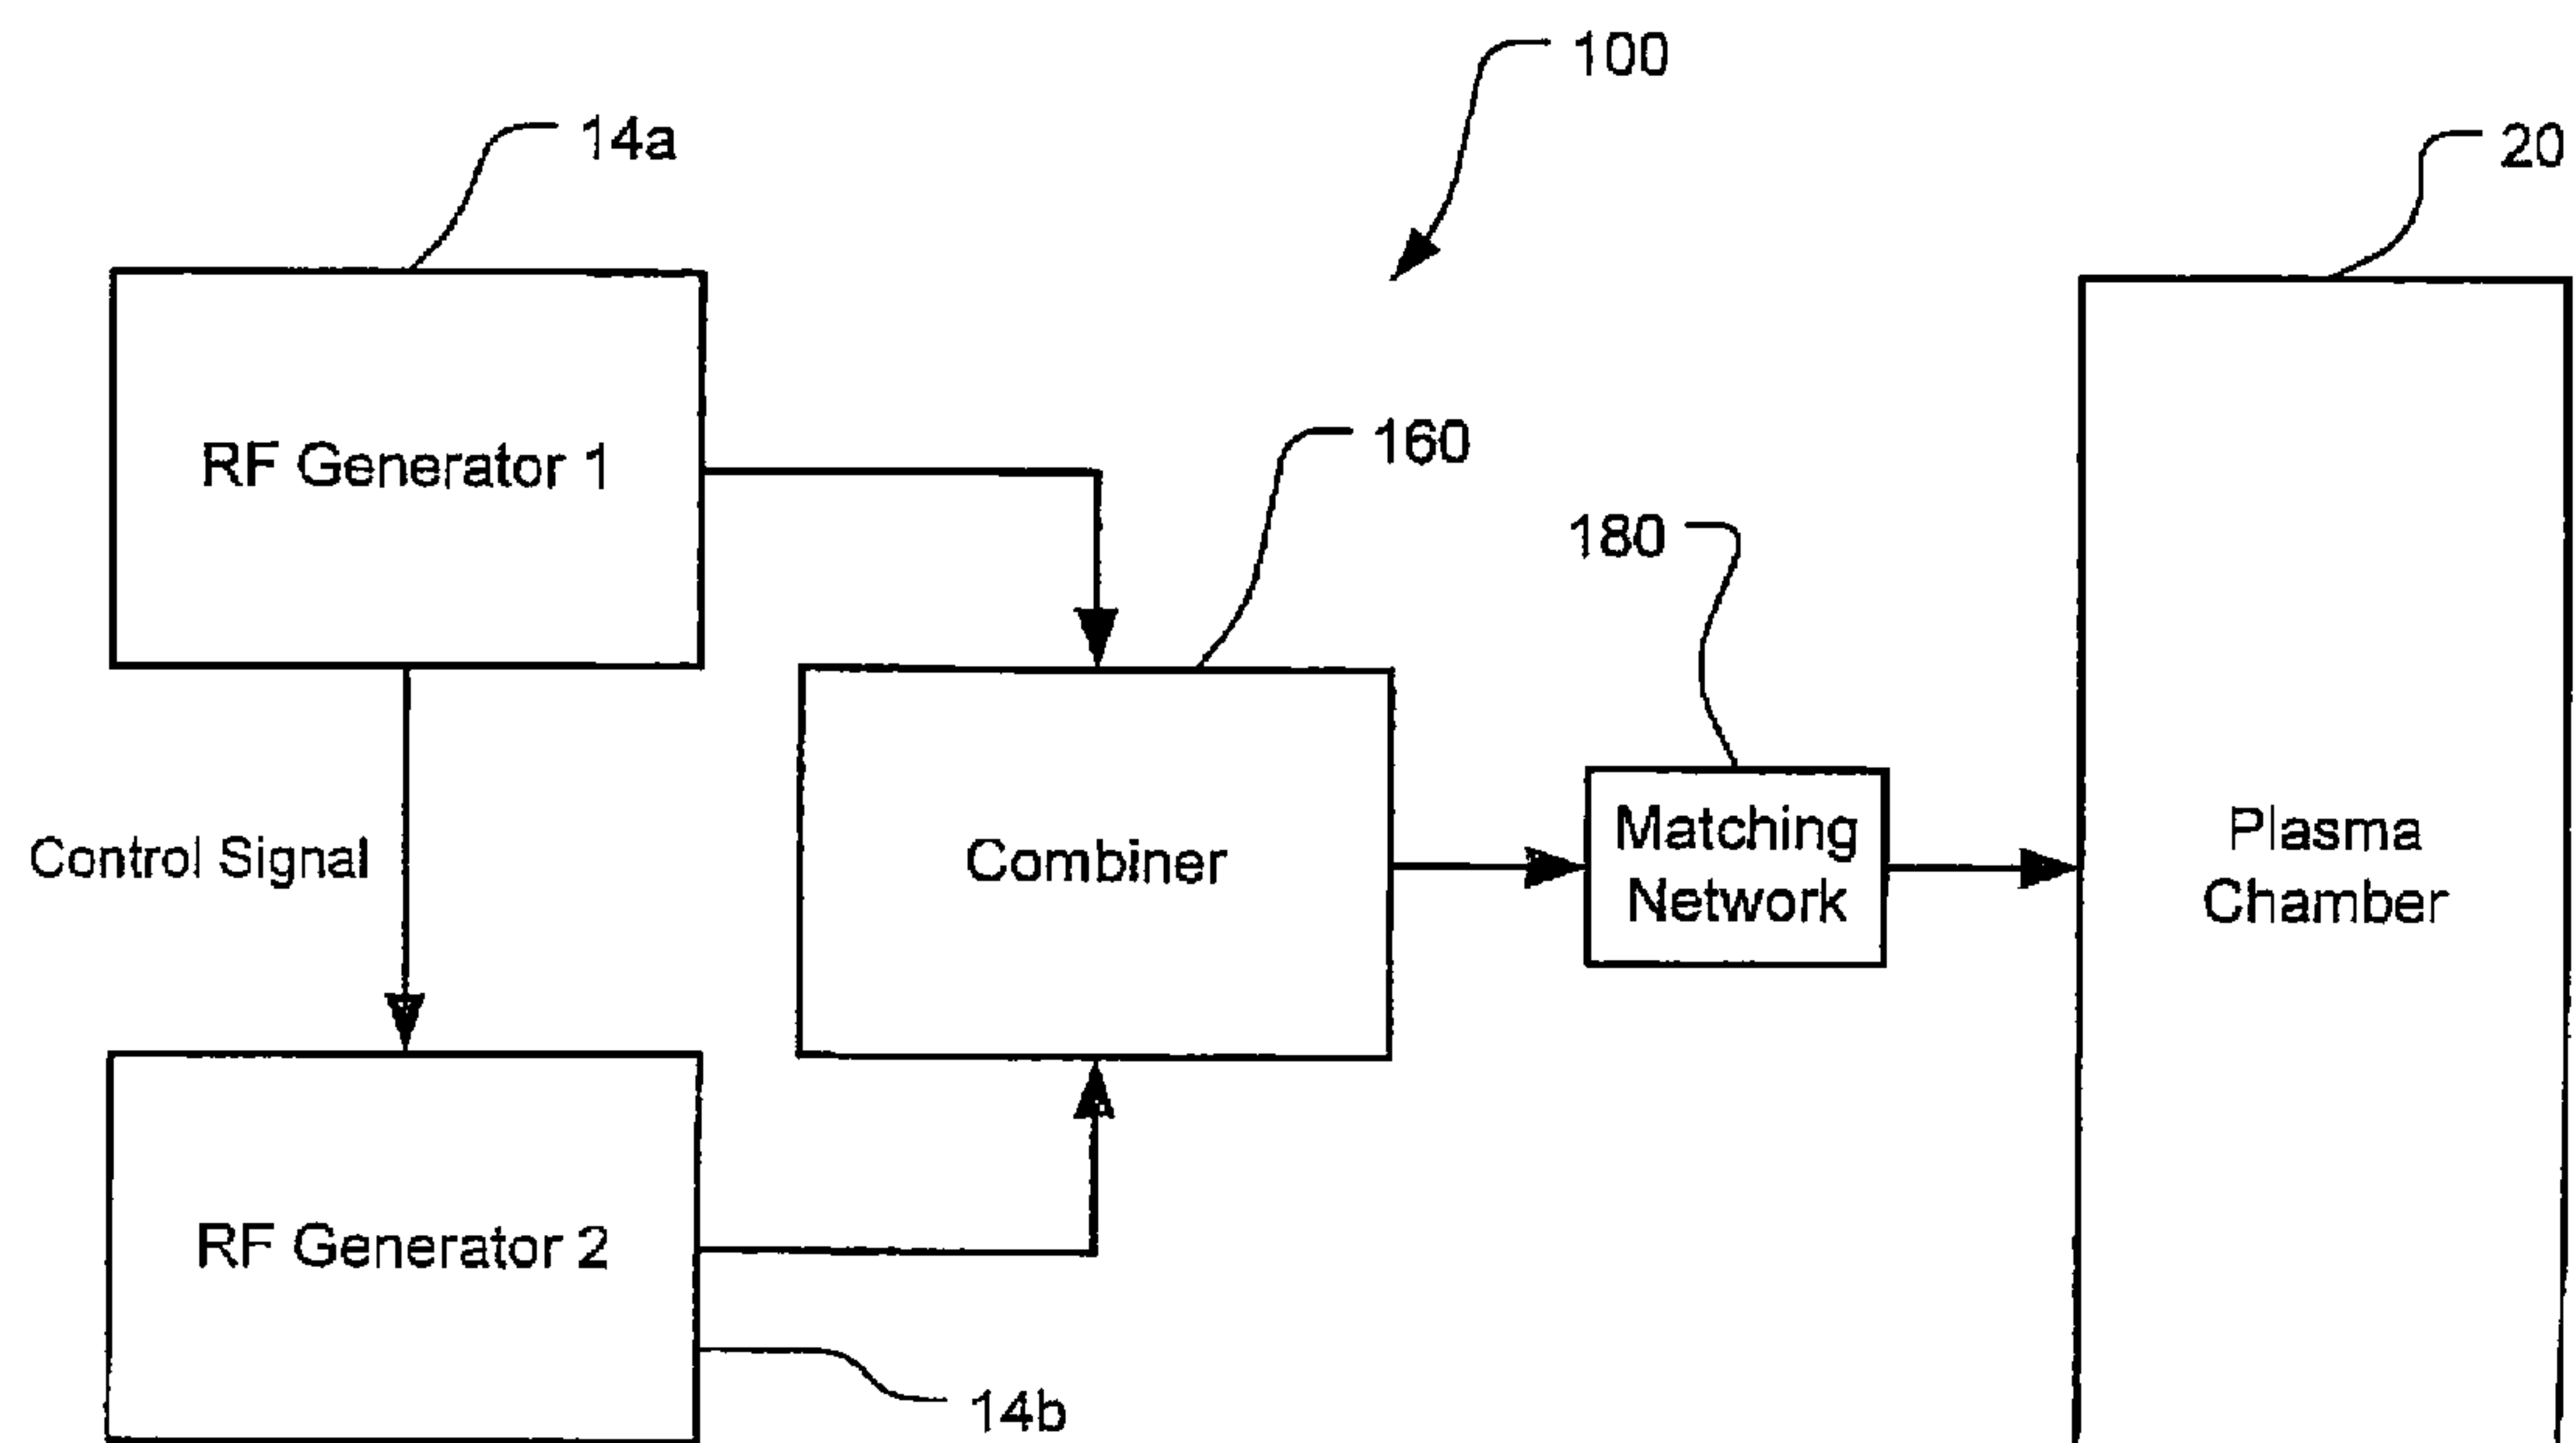 100
14a
20
RF Generator 1
160
180
Control Signal
Combiner
Matching
Network
Plasma
Chamber
RF Generator 2
14b